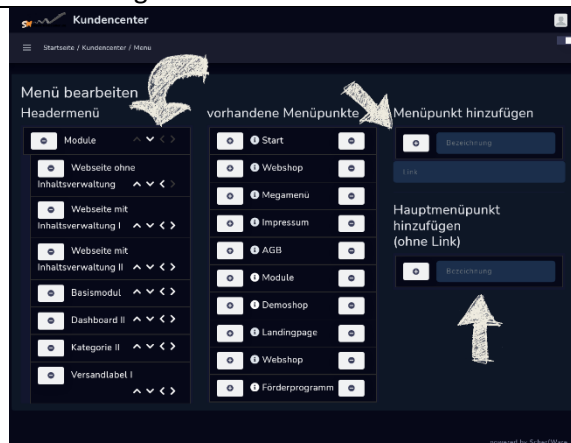 Kundencenter
Startseite / Kundencenter / Menü
Menü bearbeiten
Headermenü
Module
Webseite ohne
Inhaltsverwaltung
Webseite mit
Inhaltsverwaltung I
Webseite mit
Inhaltsverwaltung II
Basismodul
Dashboard II
Kategorie II
Versandlabel I
vorhandene Menüpunkte
Start
Webshop
Megamenü
Impressum
AGB
Module
Demoshop
Landingpage
Webshop
Förderprogramm
Menüpunkt hinzufügen
Bezeichnung
Link
Hauptmenüpunkt
hinzufügen
(ohne Link)
Bezeichnung